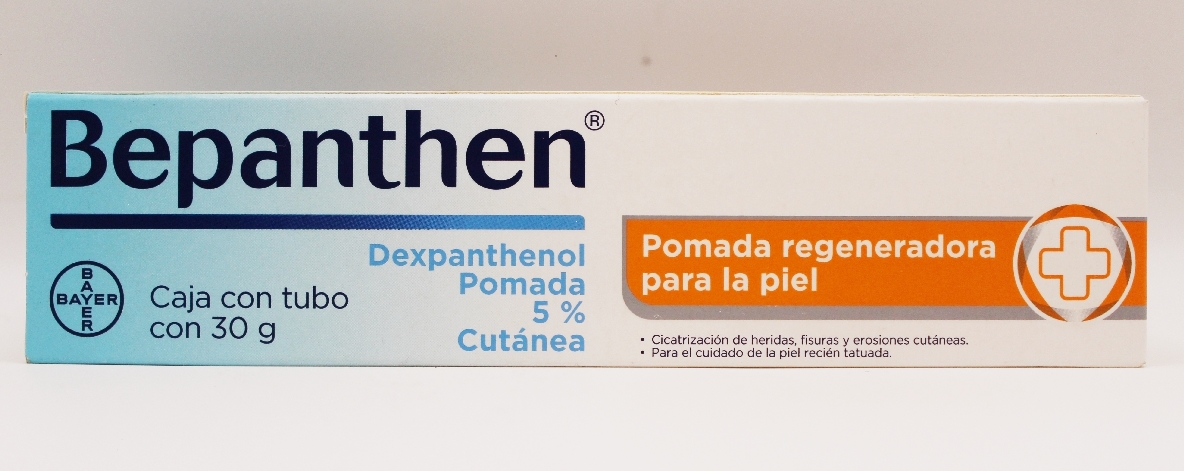 Bepanthen®
Dexpanthenol
Pomada
5 %
Cutánea
BAYER
BAYER
Caja con tubo
con 30 g
Pomada regeneradora
para la piel
• Cicatrización de heridas, fisuras y erosiones cutáneas.
• Para el cuidado de la piel recién tatuada.